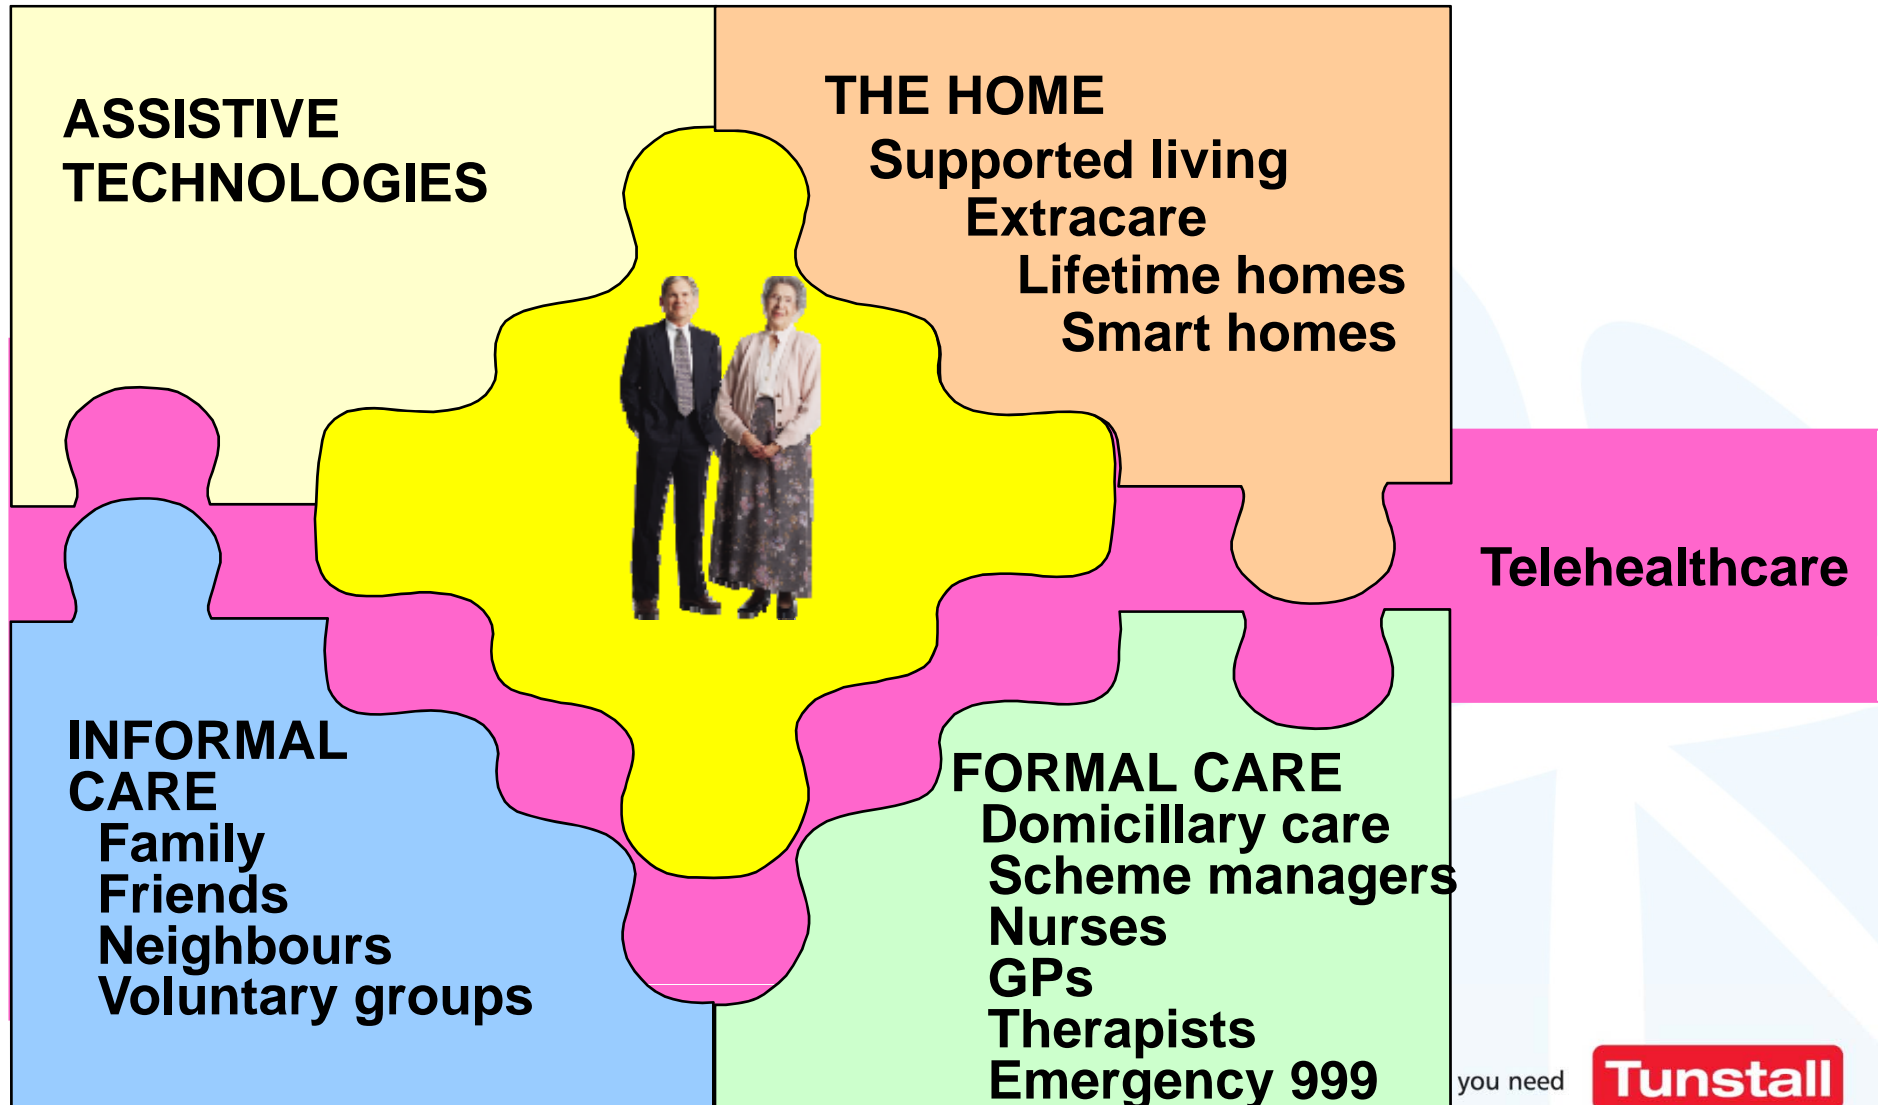 ASSISTIVE
TECHNOLOGIES
THE HOME
Supported living
Extracare
Lifetime homes
Smart homes
Telehealthcare
INFORMAL
CARE
Family
Friends
Neighbours
Voluntary groups
FORMAL CARE
Domicillary care
Scheme managers
Nurses
GPs
Therapists
Emergency 999
you need
Tunstall